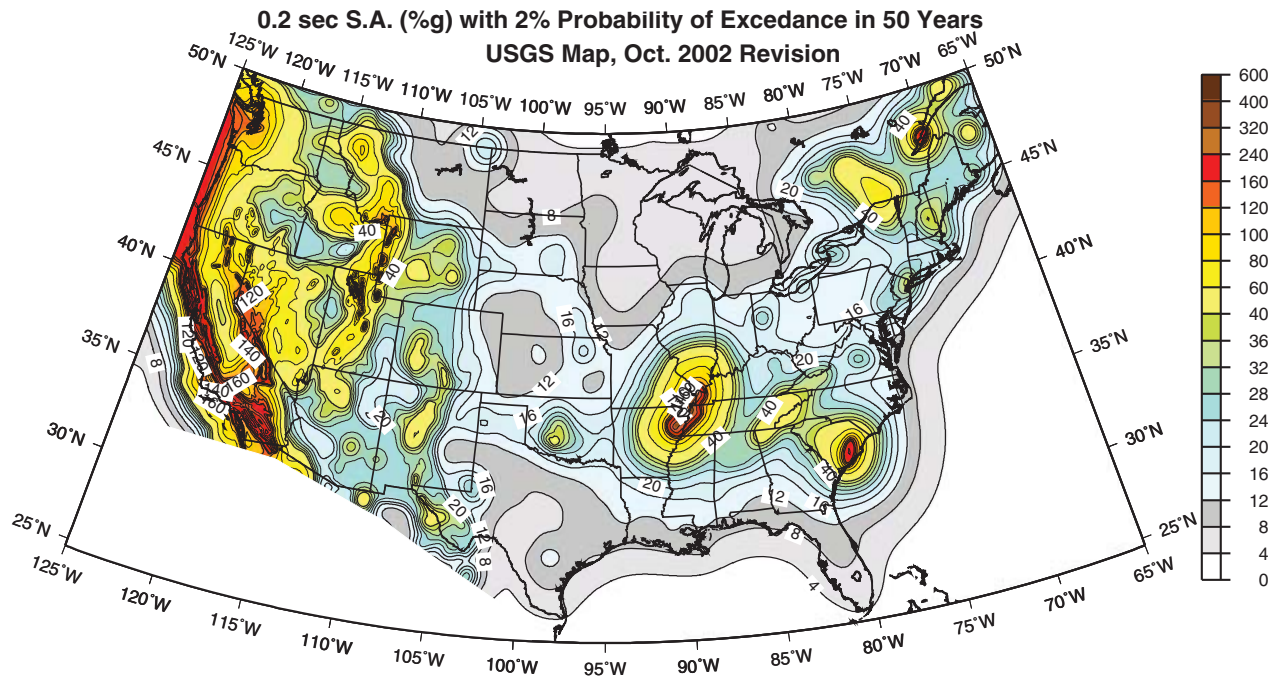 0.2 sec S.A. (%g) with 2% Probability of Excedance in 50 Years
USGS Map, Oct. 2002 Revision
125˚W
120˚W
115˚W
110˚W
105˚W
100˚W
95˚W
90˚W
85˚W
80˚W
75˚W
70˚W
65˚W
50˚N
50˚N
45˚N
45˚N
40˚N
40˚N
35˚N
35˚N
30˚N
30˚N
25˚N
25˚N
125˚W
120˚W
115˚W
110˚W
105˚W
100˚W
95˚W
90˚W
85˚W
80˚W
75˚W
70˚W
65˚W
12
40
20
8
40
40
40
120
16
12
16
120
120
140
20
8
160
12
160
20
16
40
40
40
16
20
20
12
16
12
8
8
4
600
400
320
240
160
120
100
80
60
40
36
32
28
24
20
16
12
8
4
0